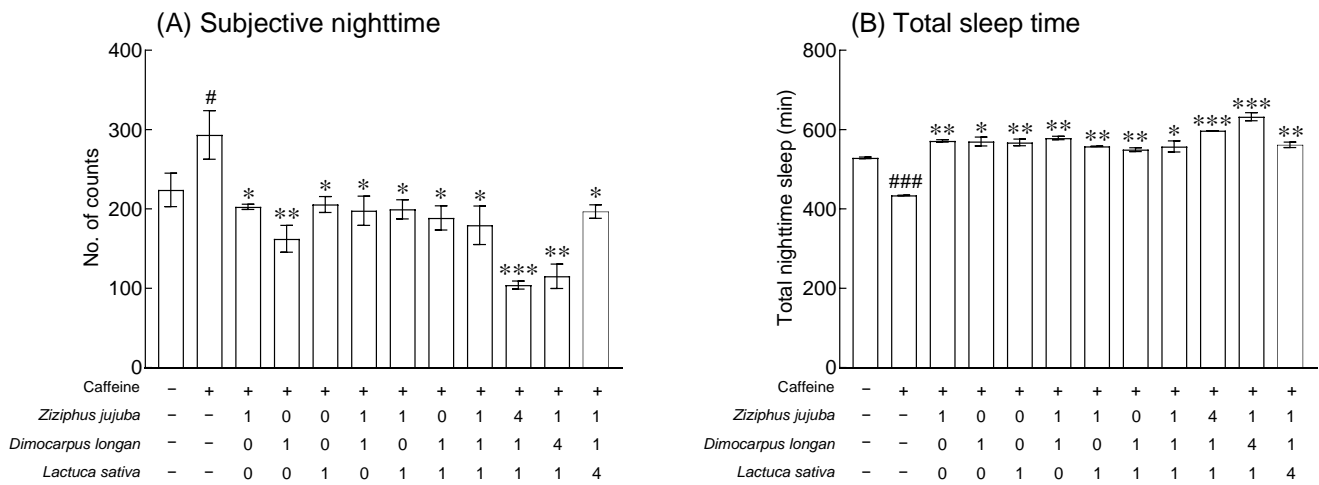 (A) Subjective nighttime
400
300
200
100
0
No. of counts
#
* ** * * * * * *** ** *
Caffeine − + + + + + + + + + + +
Ziziphus jujuba − − 1 0 0 1 1 0 1 4 1 1
Dimocarpus longan − − 0 1 0 1 0 1 1 1 4 1
Lactuca sativa − − 0 0 1 0 1 1 1 1 1 4
(B) Total sleep time
800
600
400
200
0
Total nighttime sleep (min)
###
** * ** ** ** ** * *** *** **
Caffeine − + + + + + + + + + + +
Ziziphus jujuba − − 1 0 0 1 1 0 1 4 1 1
Dimocarpus longan − − 0 1 0 1 0 1 1 1 4 1
Lactuca sativa − − 0 0 1 0 1 1 1 1 1 4